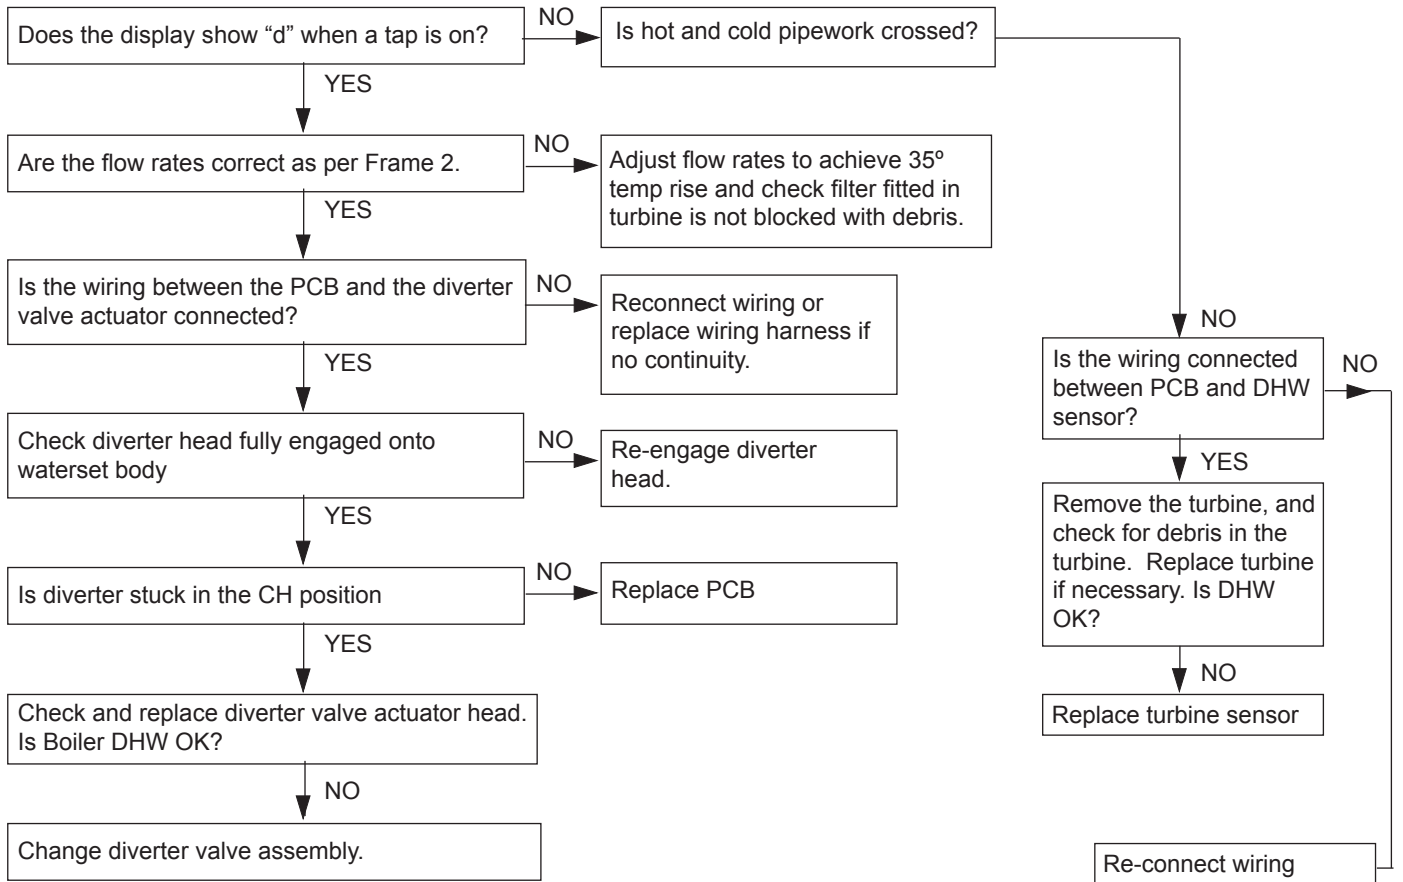 Does the display show “d” when a tap is on?
NO
Is hot and cold pipework crossed?
YES
Are the flow rates correct as per Frame 2.
NO
Adjust flow rates to achieve 35º
temp rise and check filter fitted in
turbine is not blocked with debris.
YES
Is the wiring between the PCB and the diverter
valve actuator connected?
NO
Reconnect wiring or
replace wiring harness if
no continuity.
YES
Check diverter head fully engaged onto
waterset body
NO
Re-engage diverter
head.
YES
Is diverter stuck in the CH position
NO
Replace PCB
YES
Check and replace diverter valve actuator head.
Is Boiler DHW OK?
NO
Change diverter valve assembly.
NO
Is the wiring connected
between PCB and DHW
sensor?
NO
YES
Remove the turbine, and
check for debris in the
turbine.  Replace turbine
if necessary. Is DHW
OK?
NO
Replace turbine sensor
Re-connect wiring